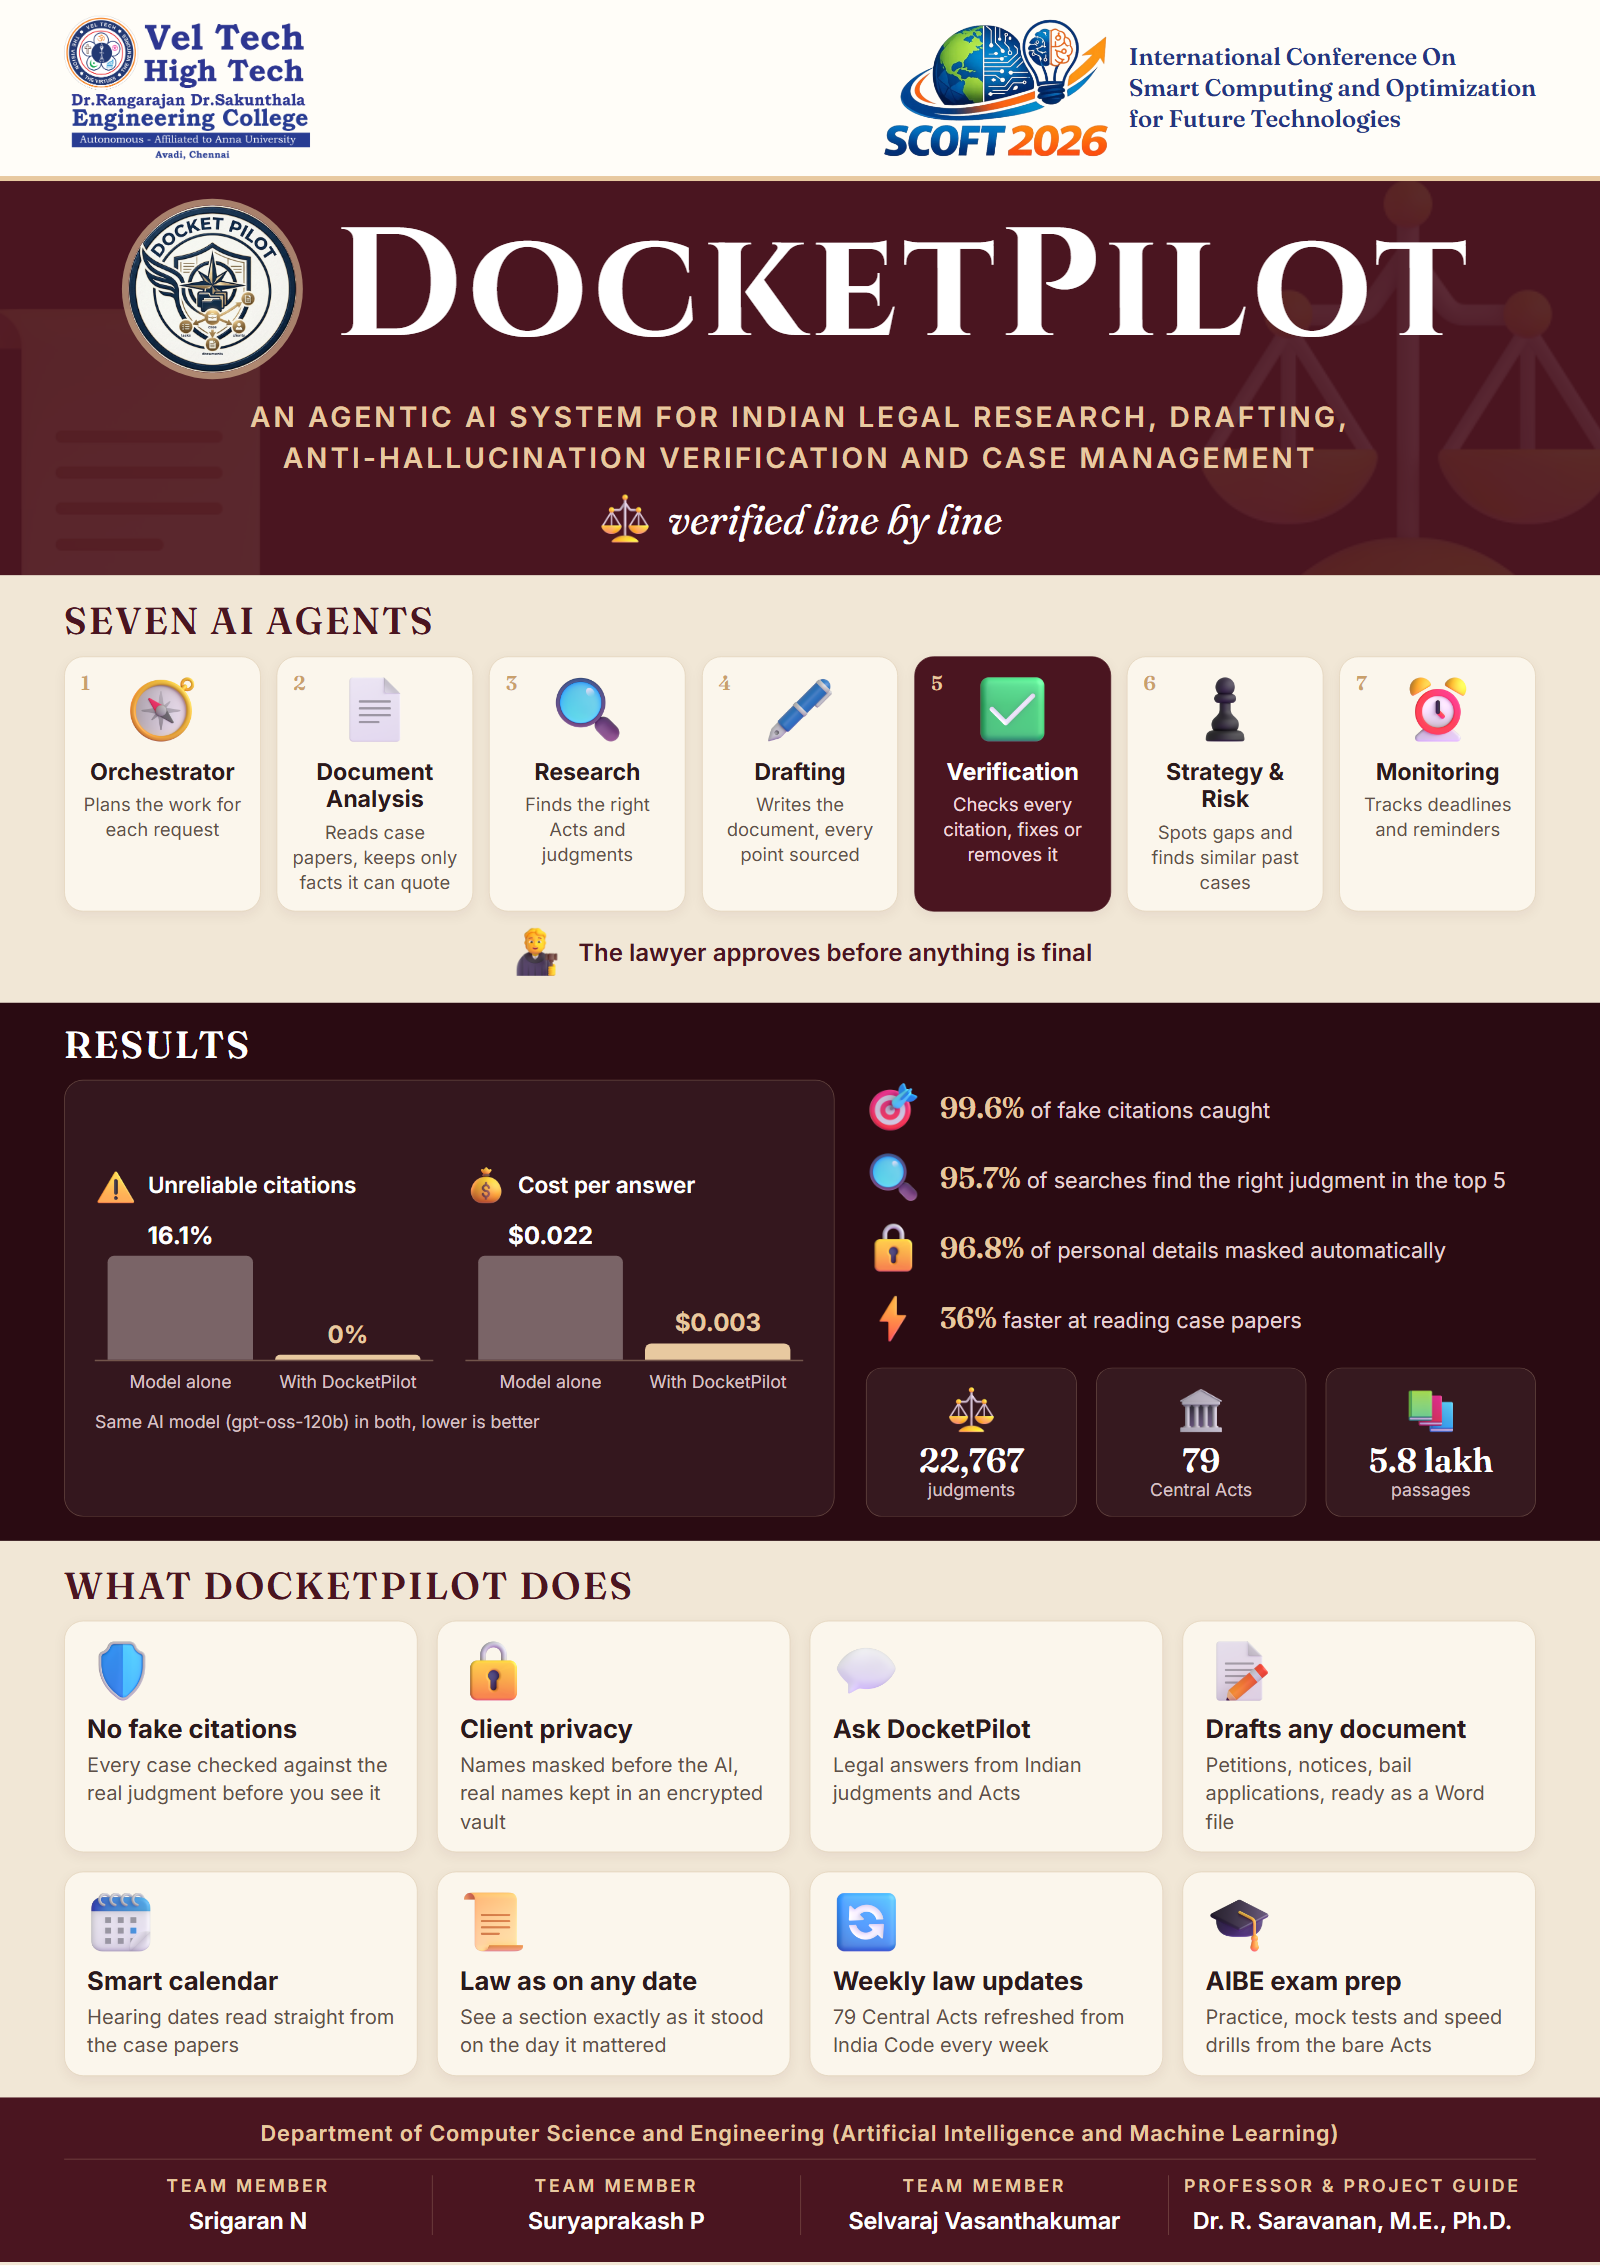 Vel Tech
High Tech
Dr.Rangarajan Dr.Sakunthala
Engineering College
Autonomous - Affiliated to Anna University
Avadi, Chennai
SCOFT 2026
International Conference On
Smart Computing and Optimization
for Future Technologies
DOCKET PILOT
DOCKETPILOT
AN AGENTIC AI SYSTEM FOR INDIAN LEGAL RESEARCH, DRAFTING,
ANTI-HALLUCINATION VERIFICATION AND CASE MANAGEMENT
verified line by line
SEVEN AI AGENTS
1
Orchestrator
Plans the work for
each request
2
Document
Analysis
Reads case
papers, keeps only
facts it can quote
3
Research
Finds the right
Acts and
judgments
4
Drafting
Writes the
document, every
point sourced
5
Verification
Checks every
citation, fixes or
removes it
6
Strategy &
Risk
Spots gaps and
finds similar past
cases
7
Monitoring
Tracks deadlines
and reminders
The lawyer approves before anything is final
RESULTS
Unreliable citations
16.1%
0%
Model alone
With DocketPilot
Cost per answer
$0.022
$0.003
Model alone
With DocketPilot
Same AI model (gpt-oss-120b) in both, lower is better
99.6% of fake citations caught
95.7% of searches find the right judgment in the top 5
96.8% of personal details masked automatically
36% faster at reading case papers
22,767
judgments
79
Central Acts
5.8 lakh
passages
WHAT DOCKETPILOT DOES
No fake citations
Every case checked against the
real judgment before you see it
Client privacy
Names masked before the AI,
real names kept in an encrypted
vault
Ask DocketPilot
Legal answers from Indian
judgments and Acts
Drafts any document
Petitions, notices, bail
applications, ready as a Word
file
Smart calendar
Hearing dates read straight from
the case papers
Law as on any date
See a section exactly as it stood
on the day it mattered
Weekly law updates
79 Central Acts refreshed from
India Code every week
AIBE exam prep
Practice, mock tests and speed
drills from the bare Acts
Department of Computer Science and Engineering (Artificial Intelligence and Machine Learning)
TEAM MEMBER
Srigaran N
TEAM MEMBER
Suryaprakash P
TEAM MEMBER
Selvaraj Vasanthakumar
PROFESSOR & PROJECT GUIDE
Dr. R. Saravanan, M.E., Ph.D.